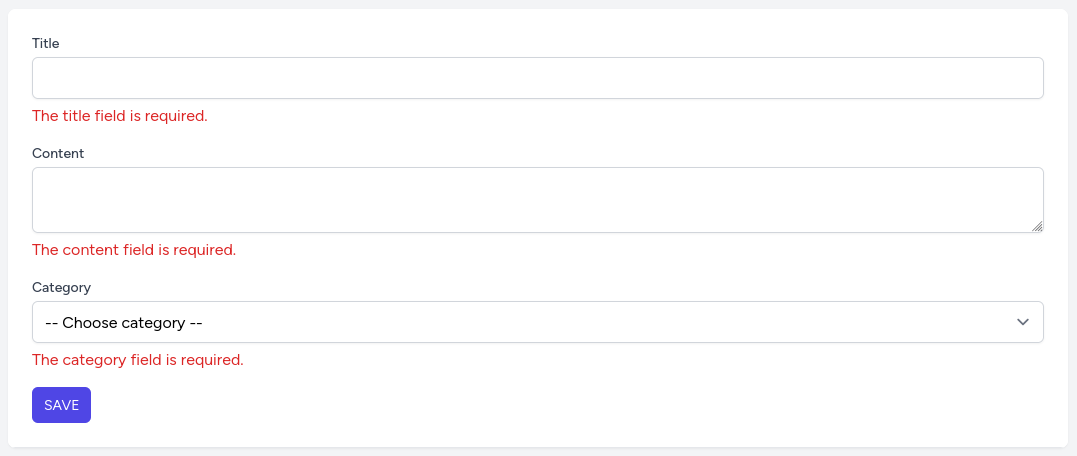 Title
The title field is required.
Content
The content field is required.
Category
-- Choose category --
The category field is required.
SAVE